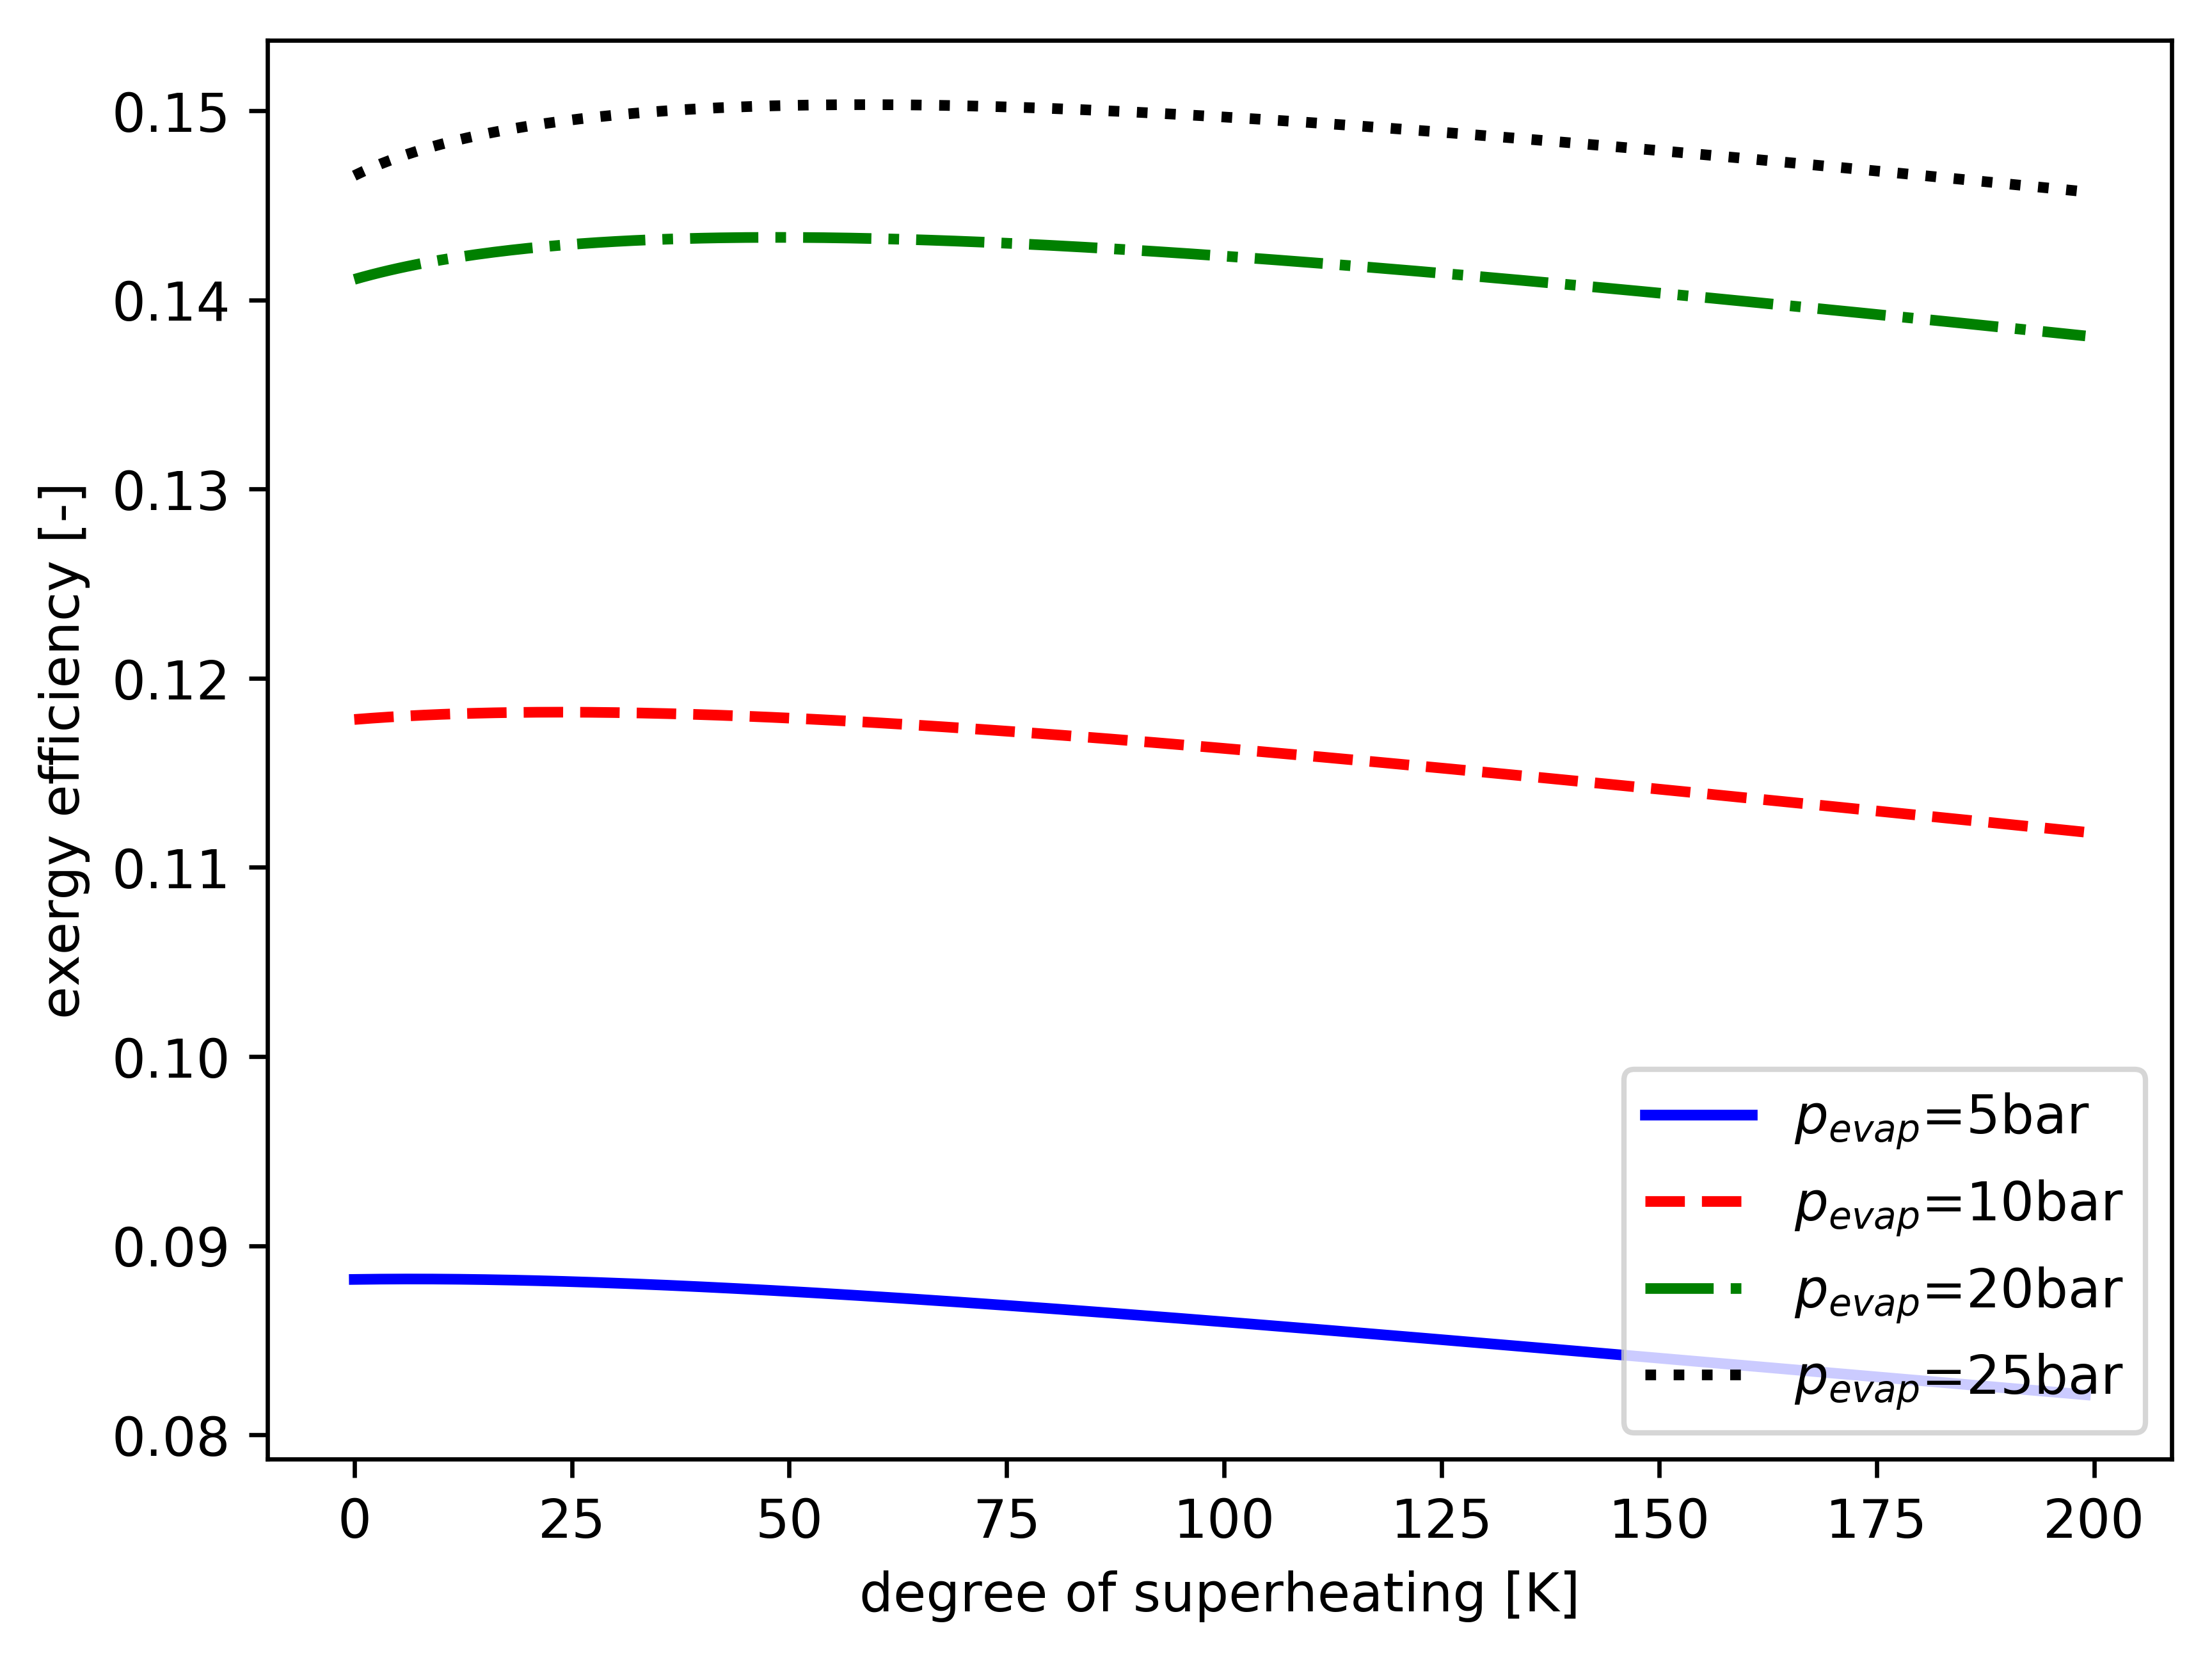 0.15
0.14
0.13
0.12
0.11
0.10
0.09
0.08
exergy efficiency [-]
p_evap=5bar
p_evap=10bar
p_evap=20bar
p_evap=25bar
0 25 50 75 100 125 150 175 200
degree of superheating [K]